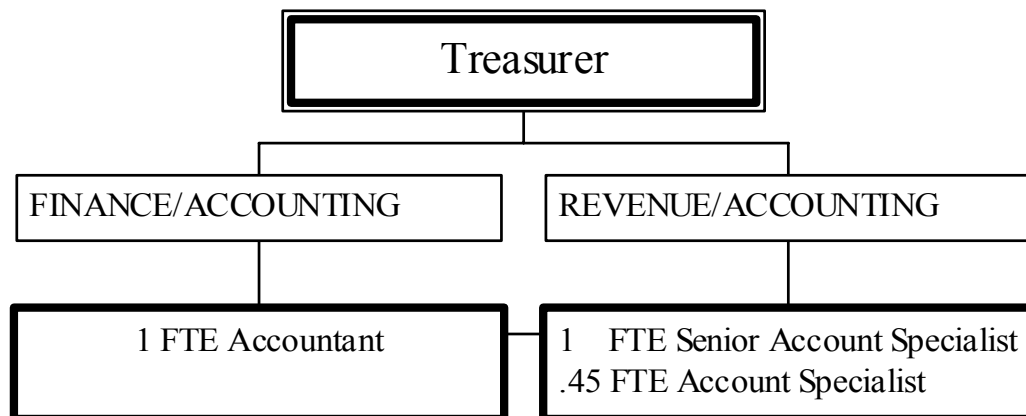 Treasurer
FINANCE/ACCOUNTING
REVENUE/ACCOUNTING
1 FTE Accountant
1 FTE Senior Account Specialist
.45 FTE Account Specialist